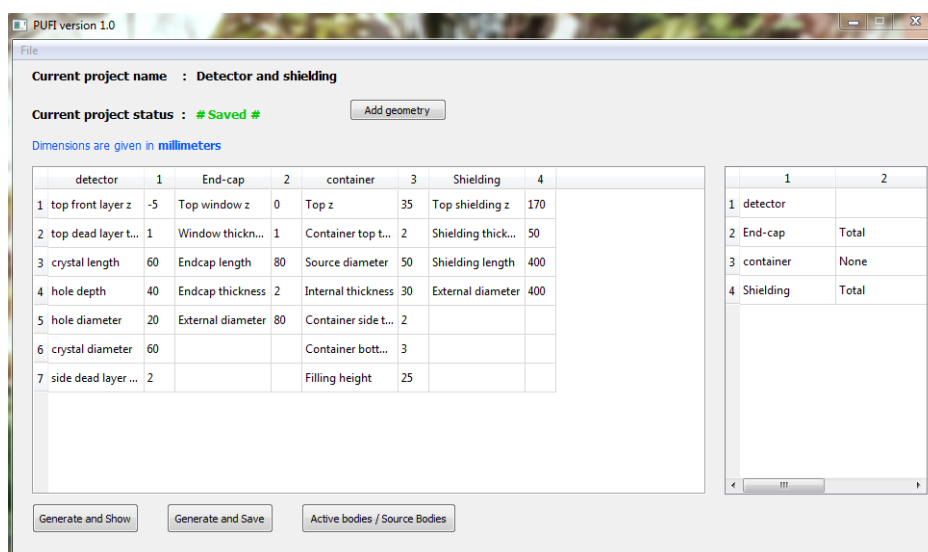 PUFI version 1.0
File
Current project name : Detector and shielding
Current project status : # Saved #
Add geometry
Dimensions are given in millimeters
detector 1 End-cap 2 container 3 Shielding 4
1 top front layer z -5 Top window z 0 Top z 35 Top shielding z 170
2 top dead layer t... 1 Window thickn... 1 Container top t... 2 Shielding thick... 50
3 crystal length 60 Endcap length 80 Source diameter 50 Shielding length 400
4 hole depth 40 Endcap thickness 2 Internal thickness 30 External diameter 400
5 hole diameter 20 External diameter 80 Container side t... 2
6 crystal diameter 60 Container bott... 3
7 side dead layer ... 2 Filling height 25
1 2
1 detector
2 End-cap Total
3 container None
4 Shielding Total
Generate and Show Generate and Save Active bodies / Source Bodies